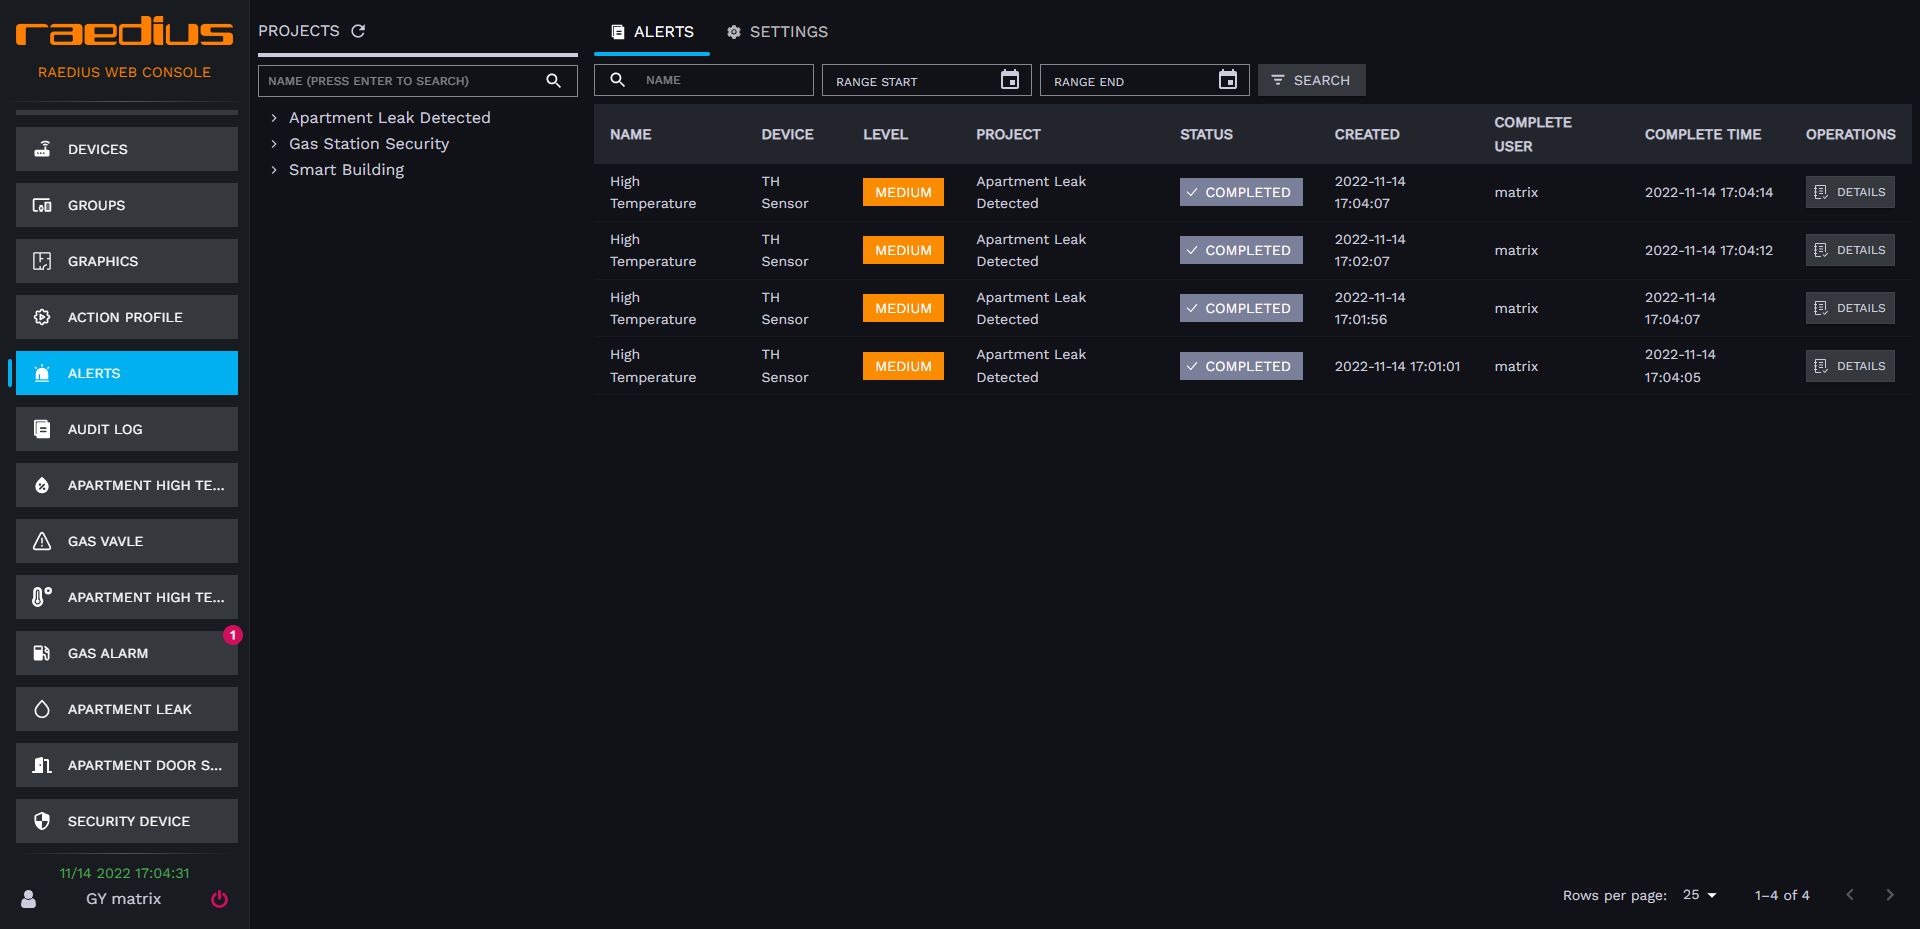 raedius
RAEDIUS WEB CONSOLE
DEVICES
GROUPS
GRAPHICS
ACTION PROFILE
ALERTS
AUDIT LOG
APARTMENT HIGH TE...
GAS VAVLE
APARTMENT HIGH TE...
1
GAS ALARM
APARTMENT LEAK
APARTMENT DOOR S...
SECURITY DEVICE
11/14 2022 17:04:31
GY matrix
PROJECTS
NAME (PRESS ENTER TO SEARCH)
Apartment Leak Detected
Gas Station Security
Smart Building
ALERTS SETTINGS
NAME RANGE START RANGE END SEARCH
NAME DEVICE LEVEL PROJECT STATUS CREATED COMPLETE USER COMPLETE TIME OPERATIONS
High Temperature TH Sensor MEDIUM Apartment Leak Detected COMPLETED 2022-11-14 17:04:07 matrix 2022-11-14 17:04:14 DETAILS
High Temperature TH Sensor MEDIUM Apartment Leak Detected COMPLETED 2022-11-14 17:02:07 matrix 2022-11-14 17:04:12 DETAILS
High Temperature TH Sensor MEDIUM Apartment Leak Detected COMPLETED 2022-11-14 17:01:56 matrix 2022-11-14 17:04:07 DETAILS
High Temperature TH Sensor MEDIUM Apartment Leak Detected COMPLETED 2022-11-14 17:01:01 matrix 2022-11-14 17:04:05 DETAILS
Rows per page: 25 1–4 of 4